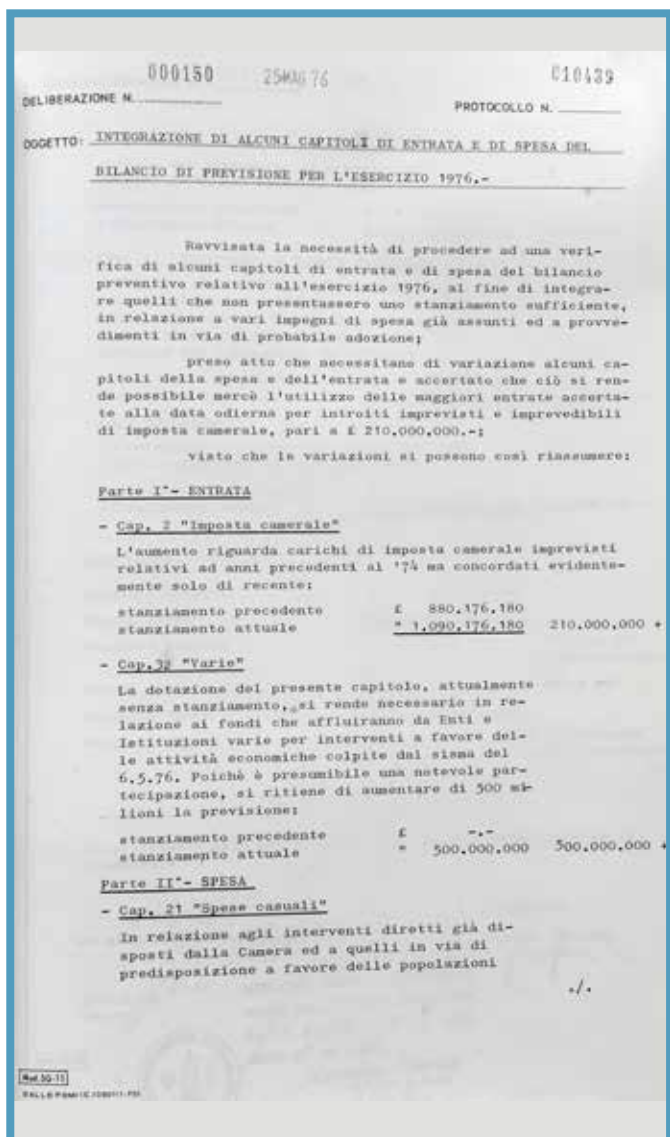 000150 25MAG 76 C10439
DELIBERAZIONE N. PROTOCOLLO N.
OGGETTO: INTEGRAZIONE DI ALCUNI CAPITOLI DI ENTRATA E DI SPESA DEL
BILANCIO DI PREVISIONE PER L'ESERCIZIO 1976.-
Ravvisata la necessità di procedere ad una veri-
fica di alcuni capitoli di entrata e di spesa del bilancio
preventivo relativo all'esercizio 1976, al fine di integra-
re quelli che non presentassero uno stanziamento sufficiente,
in relazione a vari impegni di spesa già assunti ed a provve-
dimenti in via di probabile adozione;
preso atto che necessitano di variazione alcuni ca-
pitoli della spesa e dell'entrata e accertato che ciò si ren-
de possibile mercè l'utilizzo delle maggiori entrate accerta-
te alla data odierna per introiti imprevisti e imprevedibili
di imposta camerale, pari a £ 210.000.000.-;
visto che le variazioni si possono così riassumere:
Parte I^- ENTRATA
- Cap. 2 "Imposta camerale"
L'aumento riguarda carichi di imposta camerale imprevisti
relativi ad anni precedenti al '74 ma concordati evidente-
mente solo di recente:
stanziamento precedente £ 880.176.180
stanziamento attuale " 1.090.176.180 210.000.000 +
- Cap.32 "Varie"
La dotazione del presente capitolo, attualmente
senza stanziamento, si rende necessario in re-
lazione ai fondi che affluiranno da Enti e
Istituzioni varie per interventi a favore del-
le attività economiche colpite dal sisma del
6.5.76. Poichè è presumibile una notevole par-
tecipazione, si ritiene di aumentare di 500 mi-
lioni la previsione:
stanziamento precedente £ -.-
stanziamento attuale " 500.000.000 500.000.000 +
Parte II^- SPESA
- Cap. 21 "Spese casuali"
In relazione agli interventi diretti già di-
sposti dalla Camera ed a quelli in via di
predisposizione a favore delle popolazioni
./.
Mod.50-11